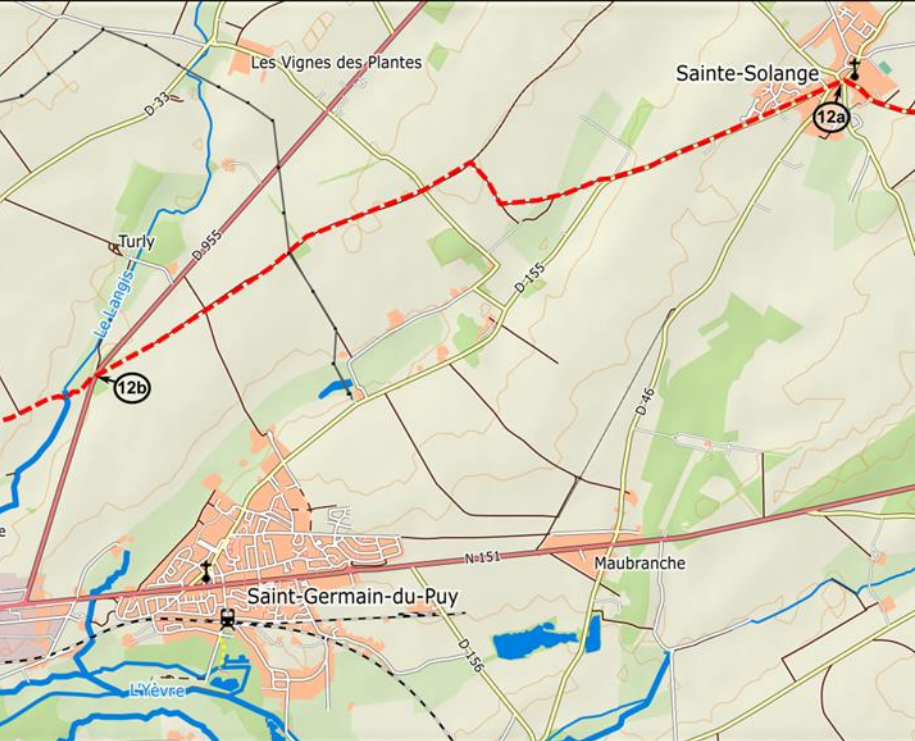 Les Vignes des Plantes
Sainte-Solange
D 33
12a
Turly
D 955
D 155
Le Langis
12b
D 46
e
N 151
Maubranche
Saint-Germain-du-Puy
D 156
L'Yèvre